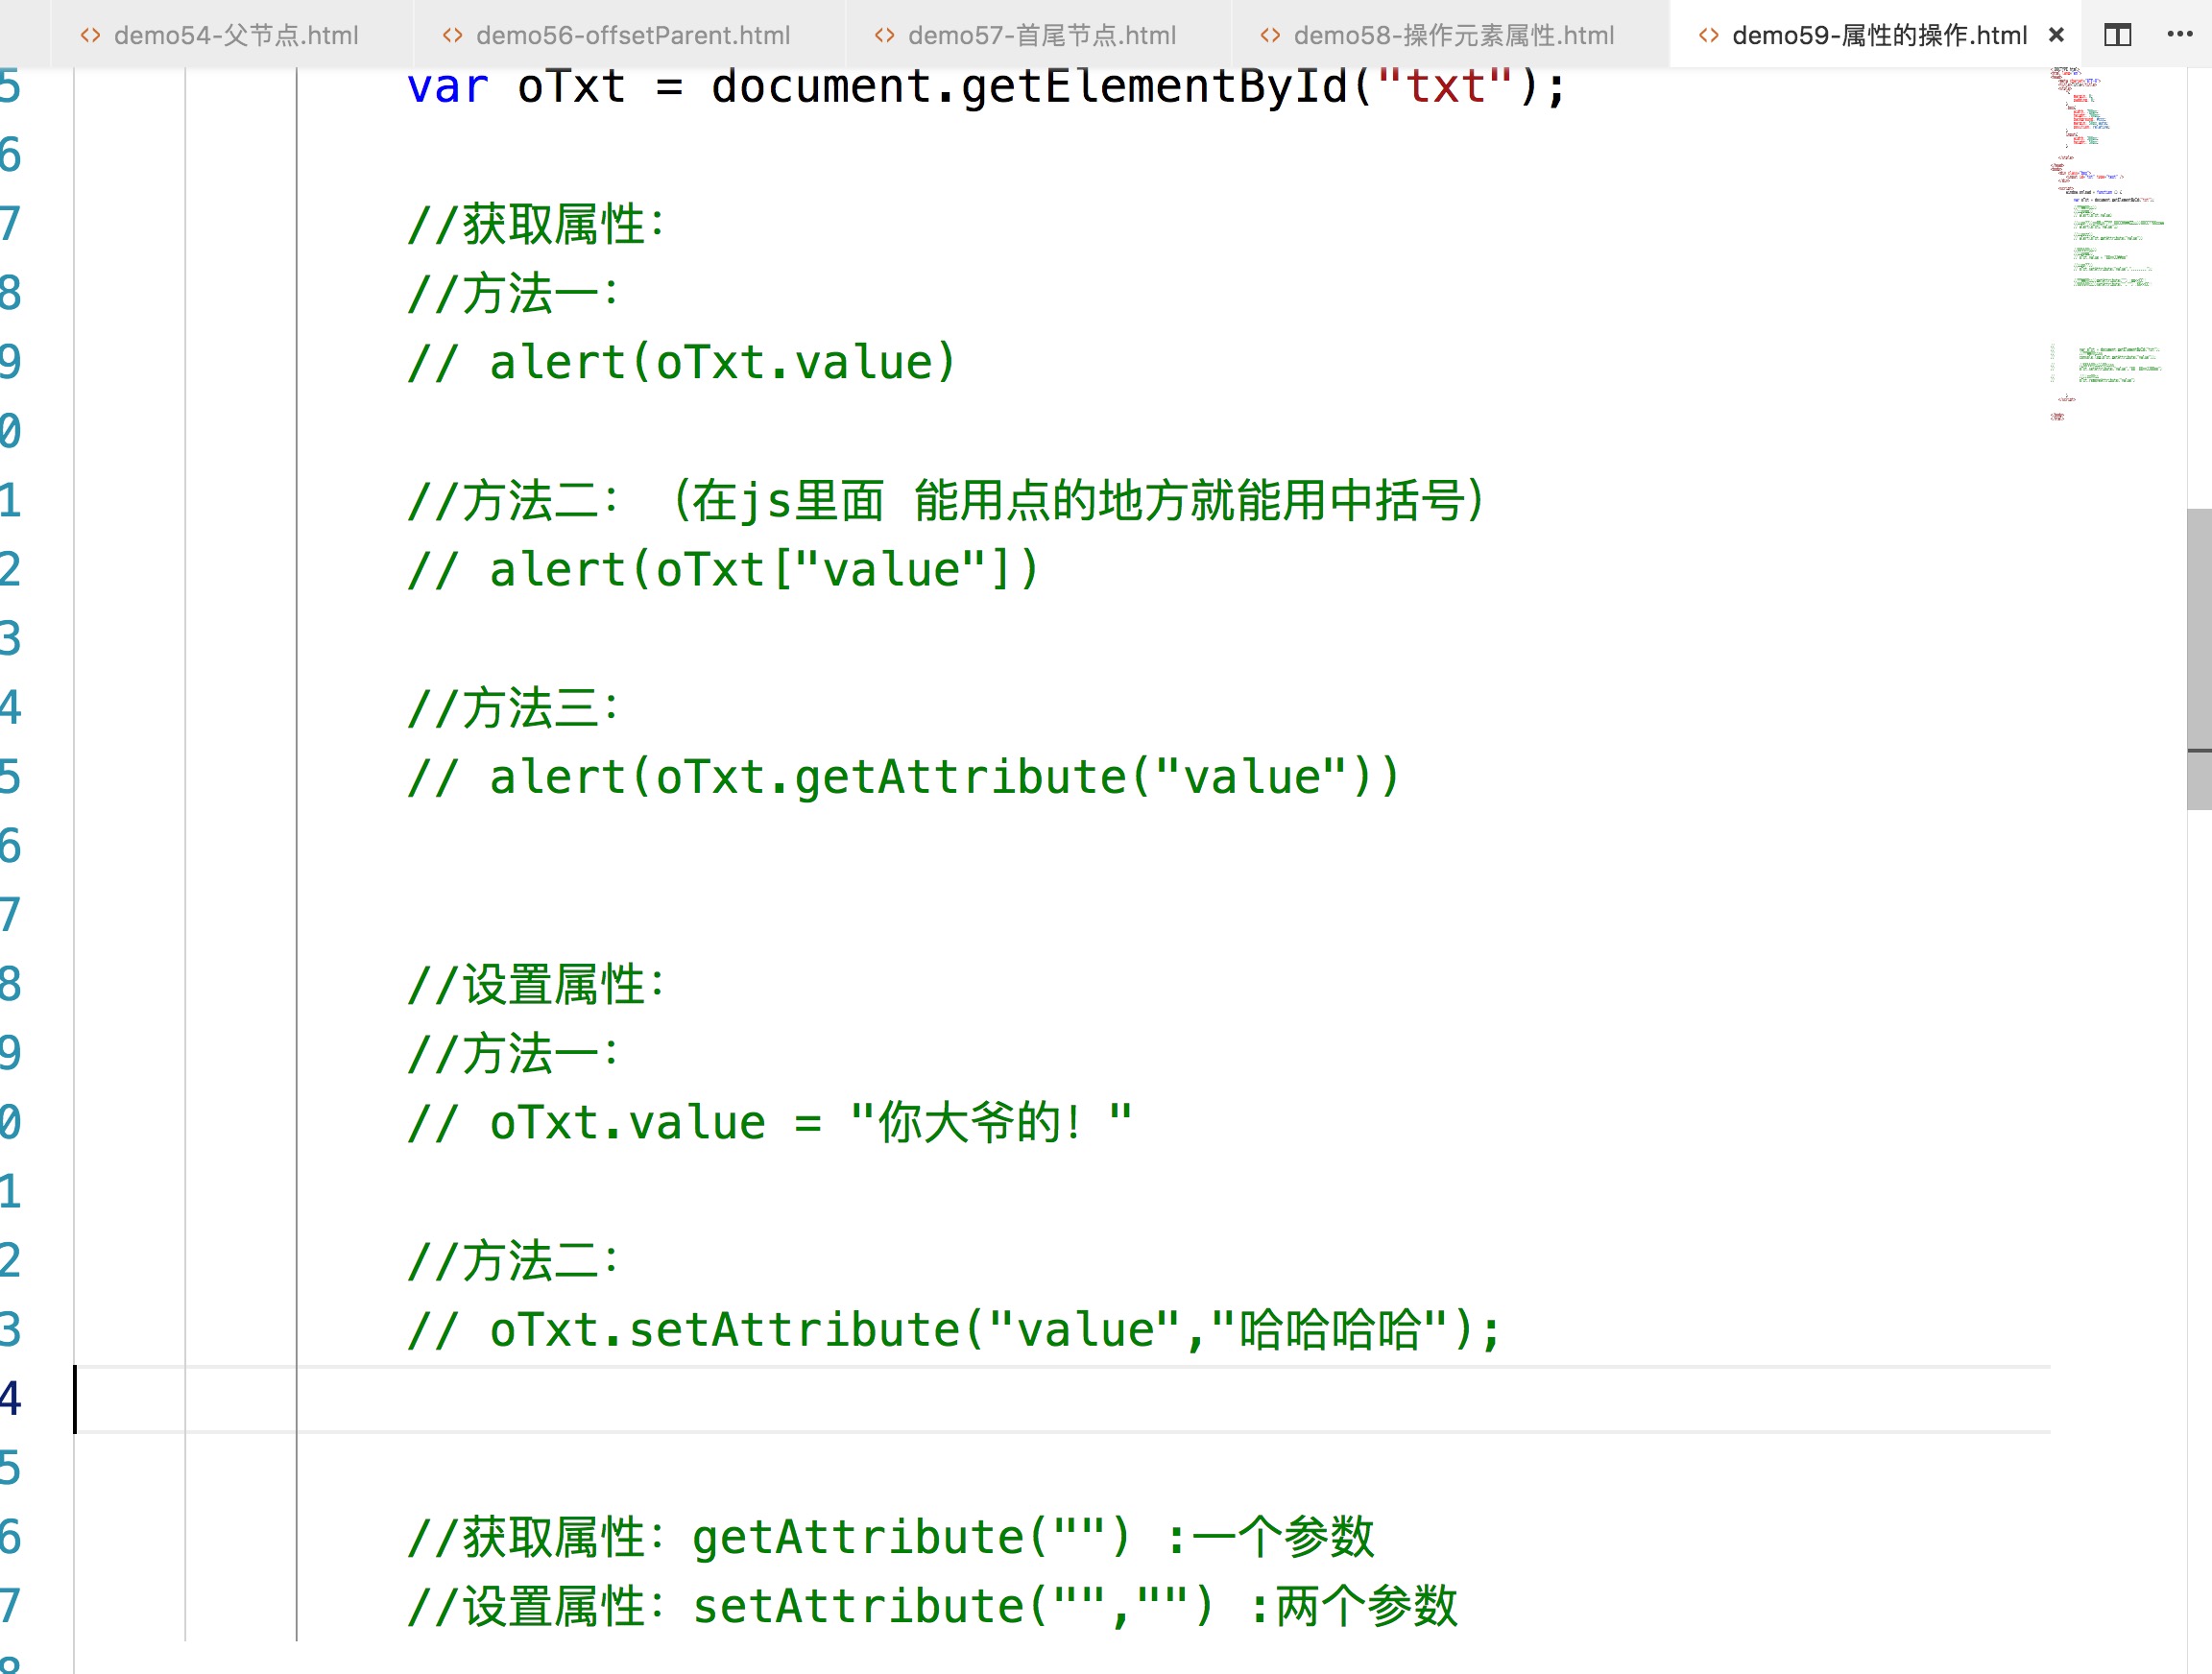 demo54-父节点.html demo56-offsetParent.html demo57-首尾节点.html demo58-操作元素属性.html demo59-属性的操作.html
5 var oTxt = document.getElementById("txt");
6
7 //获取属性：
8 //方法一：
9 // alert(oTxt.value)
0
1 //方法二：（在js里面 能用点的地方就能用中括号）
2 // alert(oTxt["value"])
3
4 //方法三：
5 // alert(oTxt.getAttribute("value"))
6
7
8 //设置属性：
9 //方法一：
0 // oTxt.value = "你大爷的！"
1
2 //方法二：
3 // oTxt.setAttribute("value","哈哈哈哈");
4
5
6 //获取属性：getAttribute("") :一个参数
7 //设置属性：setAttribute("","") :两个参数
8